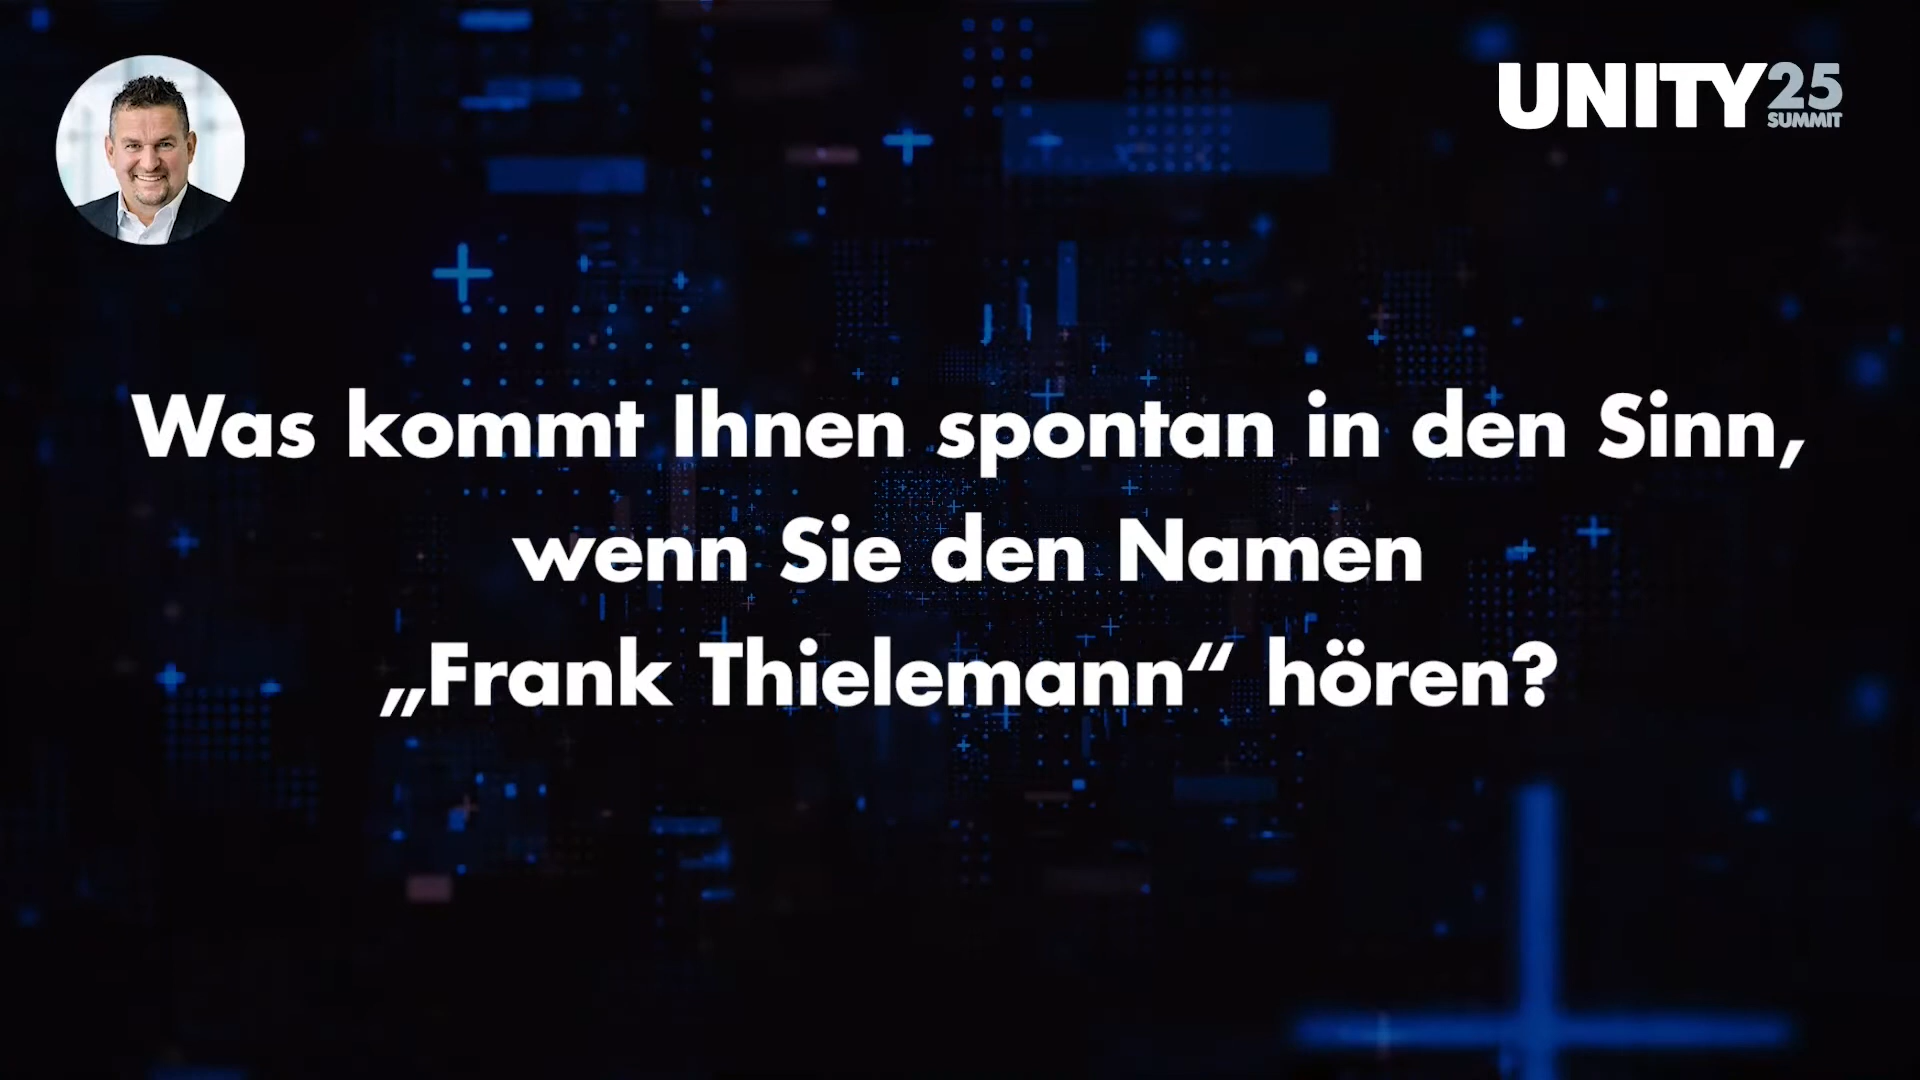 UNITY25
SUMMIT
Was kommt Ihnen spontan in den Sinn,
wenn Sie den Namen
„Frank Thielemann“ hören?